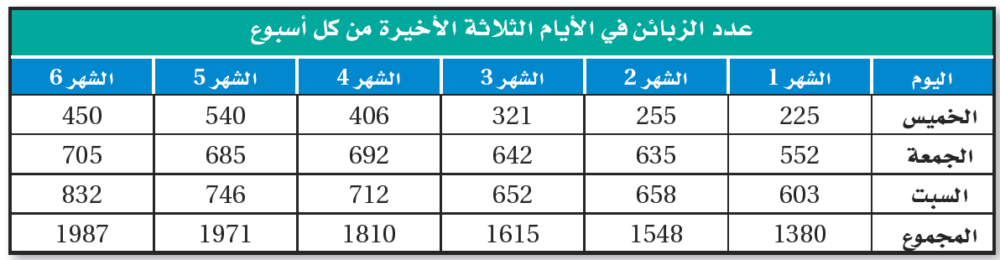 عدد الزبائن في الأيام الثلاثة الأخيرة من كل أسبوع
اليوم الشهر 1 الشهر 2 الشهر 3 الشهر 4 الشهر 5 الشهر 6
الخميس 225 255 321 406 540 450
الجمعة 552 635 642 692 685 705
السبت 603 658 652 712 746 832
المجموع 1380 1548 1615 1810 1971 1987